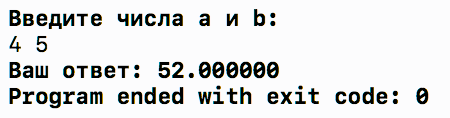 Введите числа a и b:
4 5
Ваш ответ: 52.000000
Program ended with exit code: 0